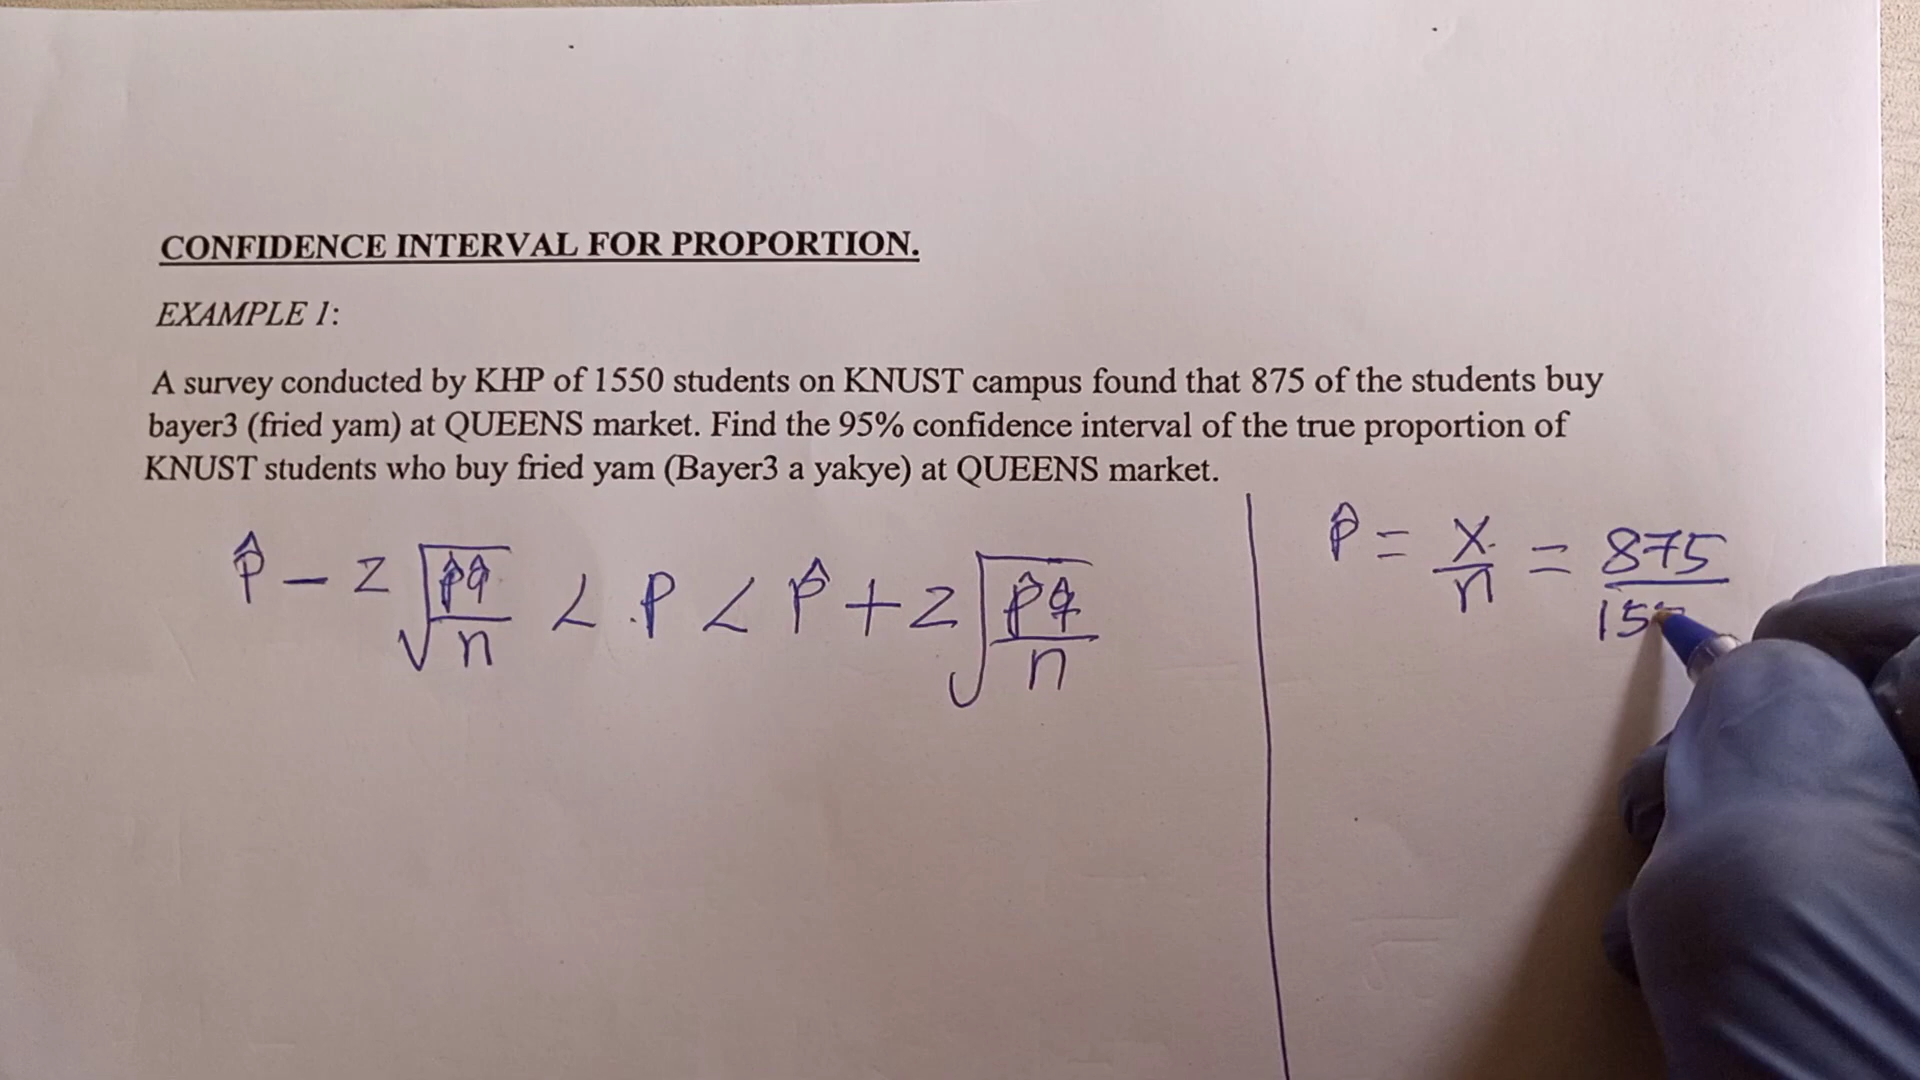 CONFIDENCE INTERVAL FOR PROPORTION.
EXAMPLE 1:
A survey conducted by KHP of 1550 students on KNUST campus found that 875 of the students buy
bayer3 (fried yam) at QUEENS market. Find the 95% confidence interval of the true proportion of
KNUST students who buy fried yam (Bayer3 a yakye) at QUEENS market.
p̂ - z √(p̂q̂/n) < p < p̂ + z √(p̂q̂/n)
p̂ = x/n = 875/15